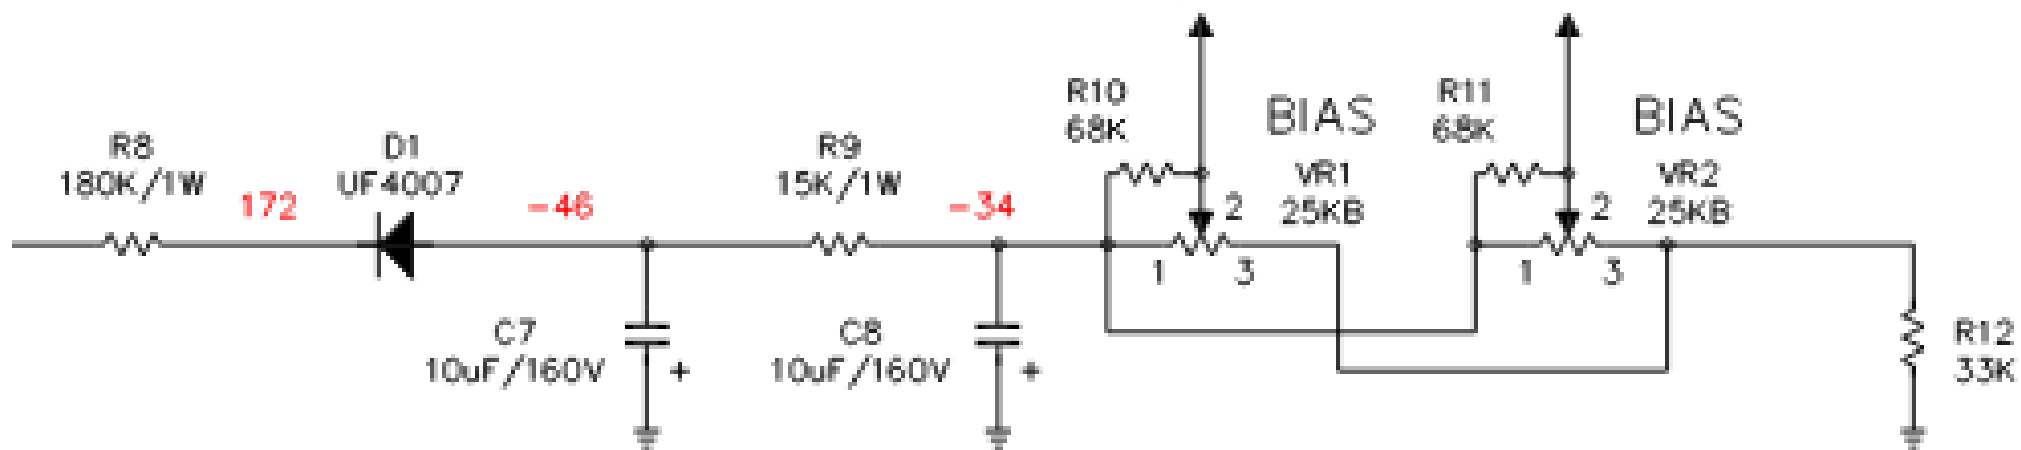 R8
180K/1W
172
D1
UF4007
-46
C7
10uF/160V
+
R9
15K/1W
-34
C8
10uF/160V
+
R10
68K
BIAS
VR1
25KB
2
1
3
R11
68K
BIAS
VR2
25KB
2
1
3
R12
33K